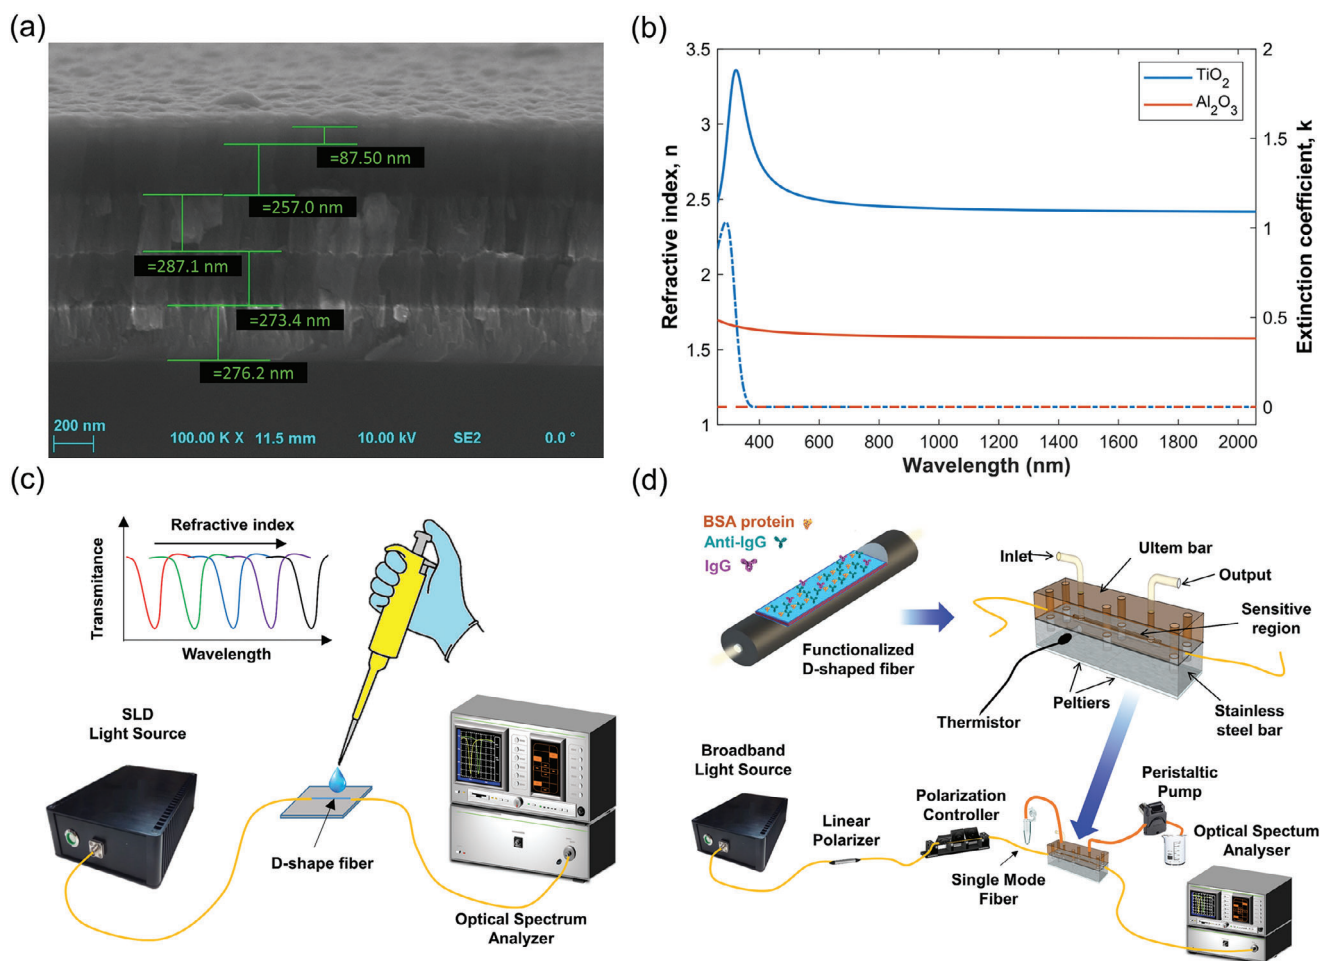 (a)
=87.50 nm
=257.0 nm
=287.1 nm
=273.4 nm
=276.2 nm
200 nm
100.00 K X 11.5 mm 10.00 kV SE2 0.0 °
(b)
3.5
3
2.5
2
1.5
1
Refractive index, n
2
1.5
1
0.5
0
Extinction coefficient, k
TiO2
Al2O3
400 600 800 1000 1200 1400 1600 1800 2000
Wavelength (nm)
(c)
Refractive index
Transmitance
Wavelength
SLD
Light Source
D-shape fiber
Optical Spectrum
Analyzer
(d)
BSA protein
Anti-IgG
IgG
Functionalized
D-shaped fiber
Inlet
Ultem bar
Output
Sensitive
region
Thermistor
Peltiers
Stainless
steel bar
Broadband
Light Source
Linear
Polarizer
Polarization
Controller
Single Mode
Fiber
Peristaltic
Pump
Optical Spectrum
Analyser